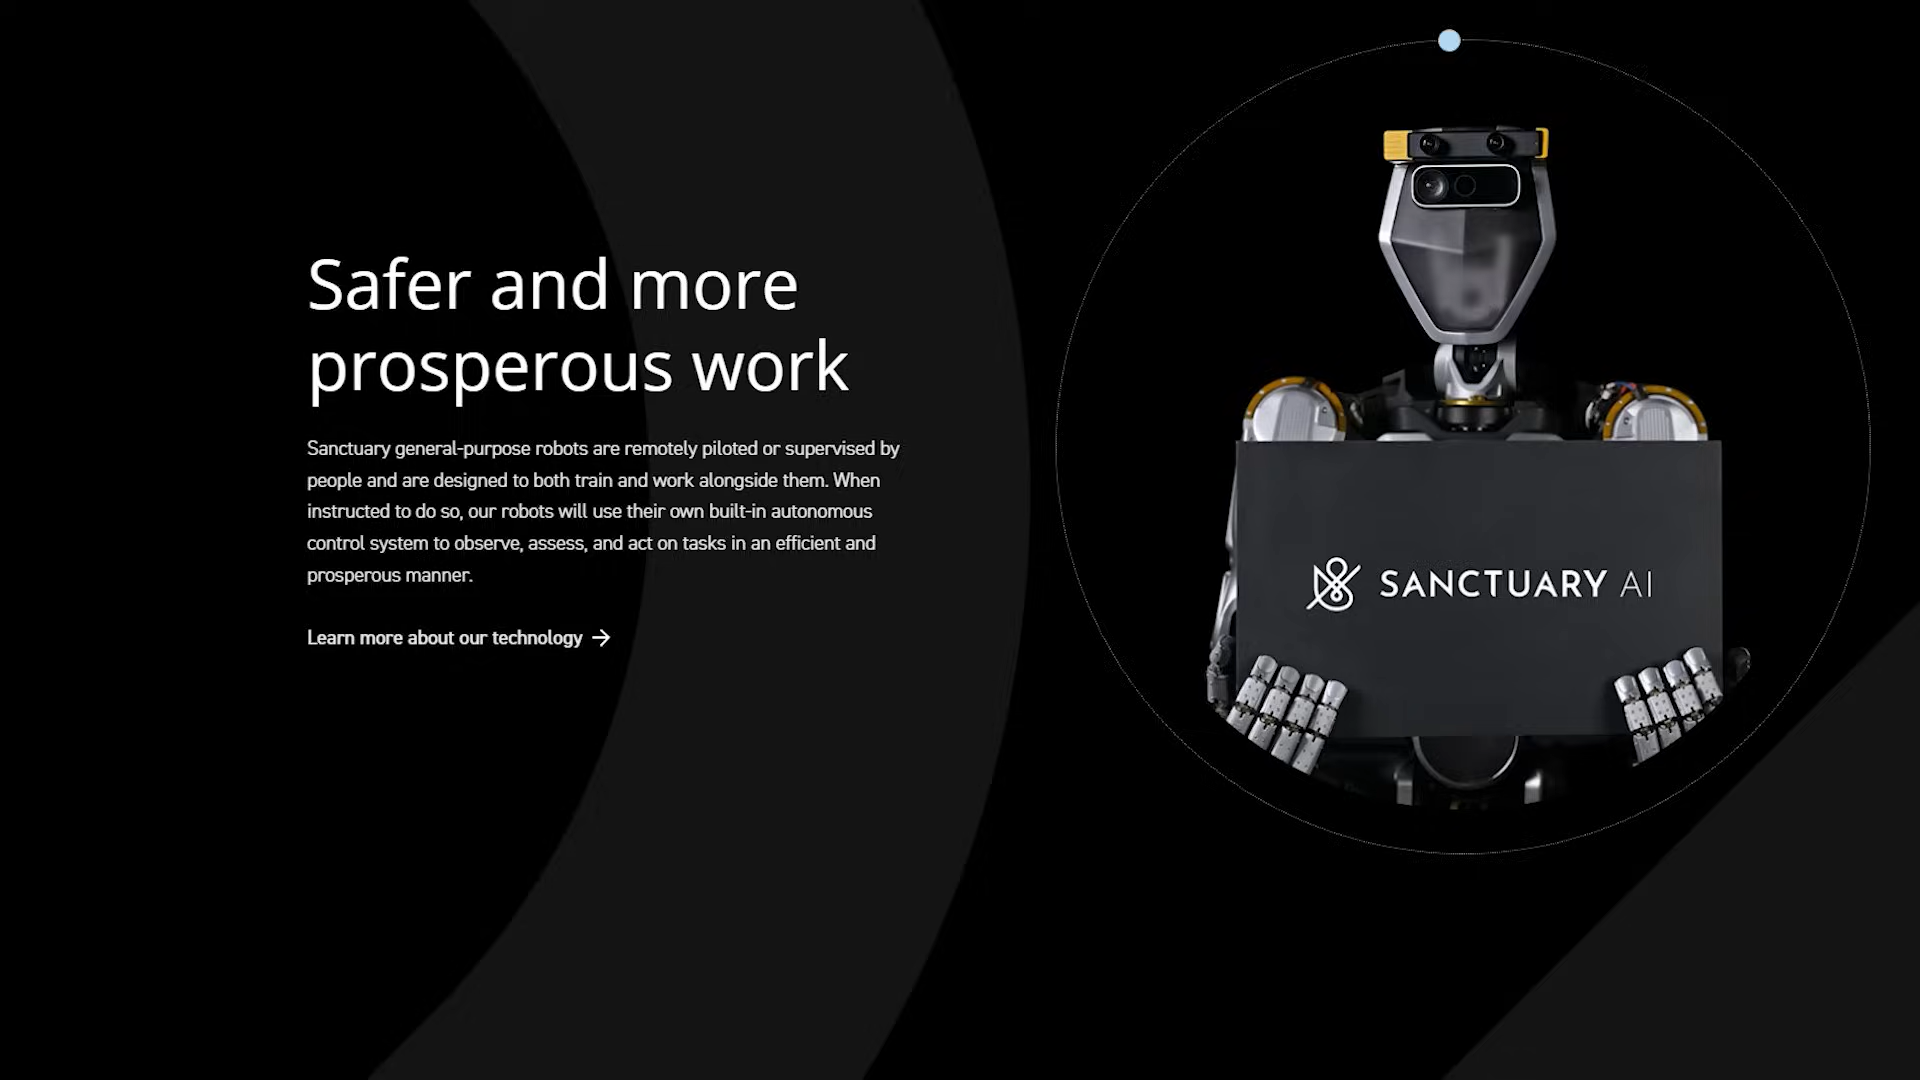 Safer and more
prosperous work
Sanctuary general-purpose robots are remotely piloted or supervised by
people and are designed to both train and work alongside them. When
instructed to do so, our robots will use their own built-in autonomous
control system to observe, assess, and act on tasks in an efficient and
prosperous manner.
Learn more about our technology →
SANCTUARY AI